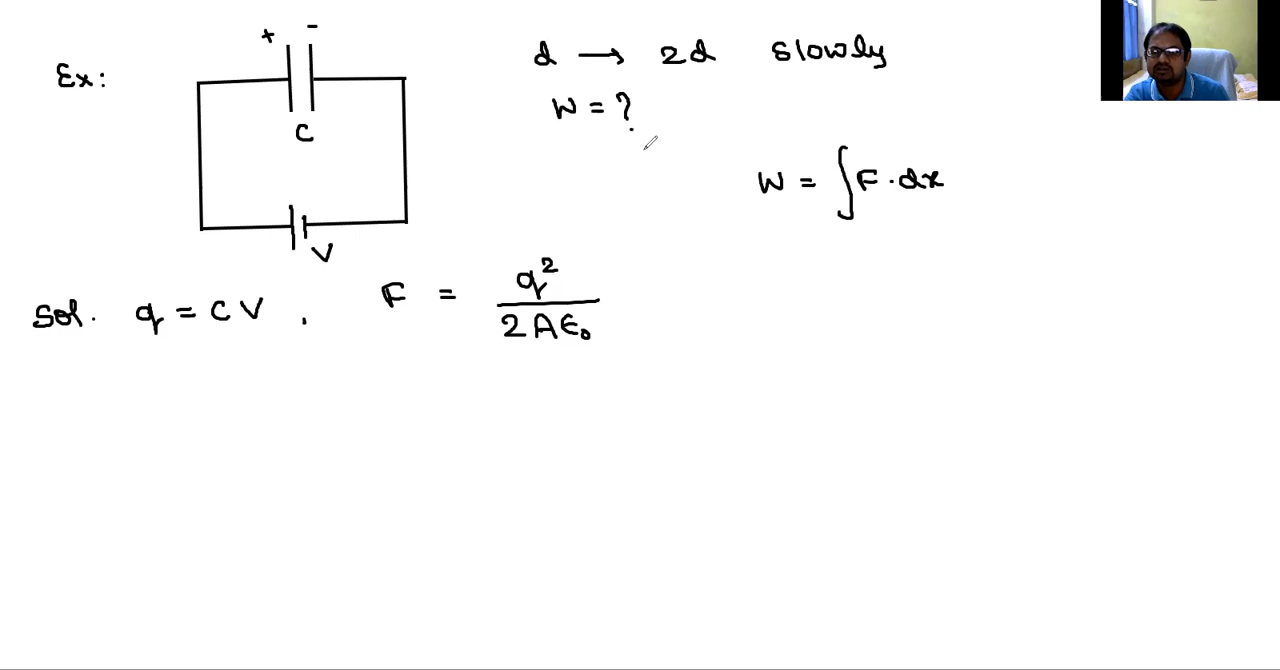 Ex:
+ -
C
V
d → 2d slowly
W = ?
W = ∫F·dx
Sol. q = CV , F = q²/2Aε₀